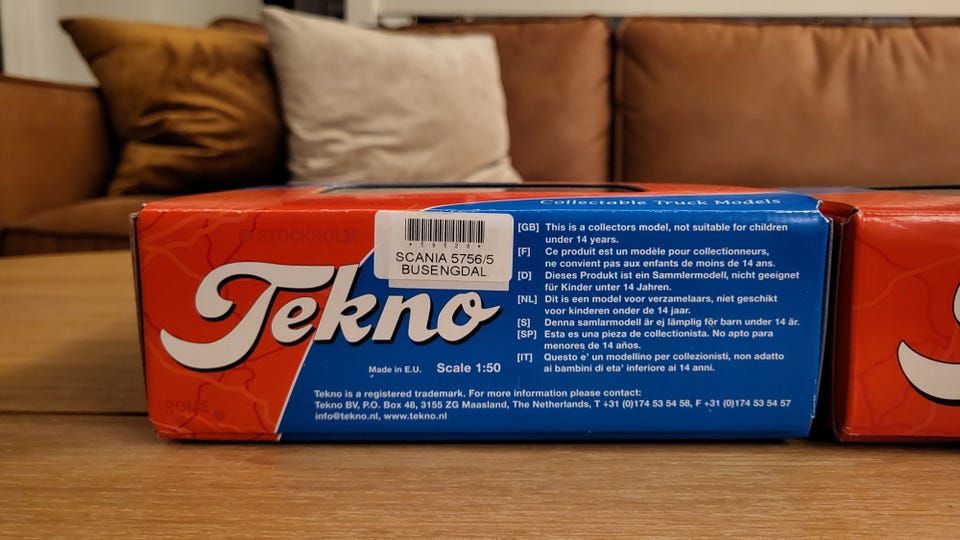 Collectable Truck Models
STOCKHOLM
*59528*
SCANIA 5756/5
BUSENGDAL
Tekno
Made in E.U. Scale 1:50
[GB] This is a collectors model, not suitable for children
under 14 years.
[F] Ce produit est un modèle pour collectionneurs,
ne convient pas aux enfants de moins de 14 ans.
[D] Dieses Produkt ist ein Sammlermodell, nicht geeignet
für Kinder unter 14 Jahren.
[NL] Dit is een model voor verzamelaars, niet geschikt
voor kinderen onder de 14 jaar.
[S] Denna samlarmodell är ej lämplig för barn under 14 år.
[SP] Esta es una pieza de collectionista. No apto para
menores de 14 años.
[IT] Questo e' un modellino per collezionisti, non adatto
ai bambini di eta' inferiore ai 14 anni.
Tekno is a registered trademark. For more information please contact:
Tekno BV, P.O. Box 48, 3155 ZG Maasland, The Netherlands, T +31 (0)174 53 54 58, F +31 (0)174 53 54 57
info@tekno.nl, www.tekno.nl
ROME